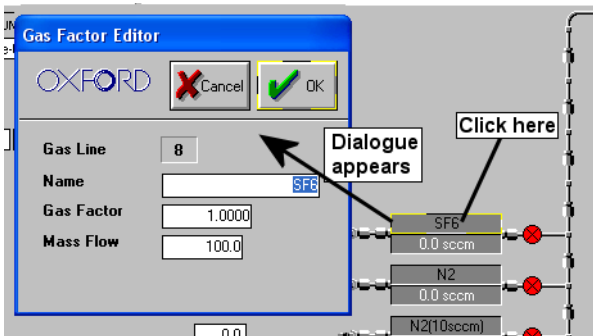 Gas Factor Editor
OXFORD
Cancel
OK
Gas Line 8
Name SF6
Gas Factor 1.0000
Mass Flow 100.0
Dialogue
appears
Click here
SF6
0.0 sccm
N2
0.0 sccm
N2(10sccm)
0.0